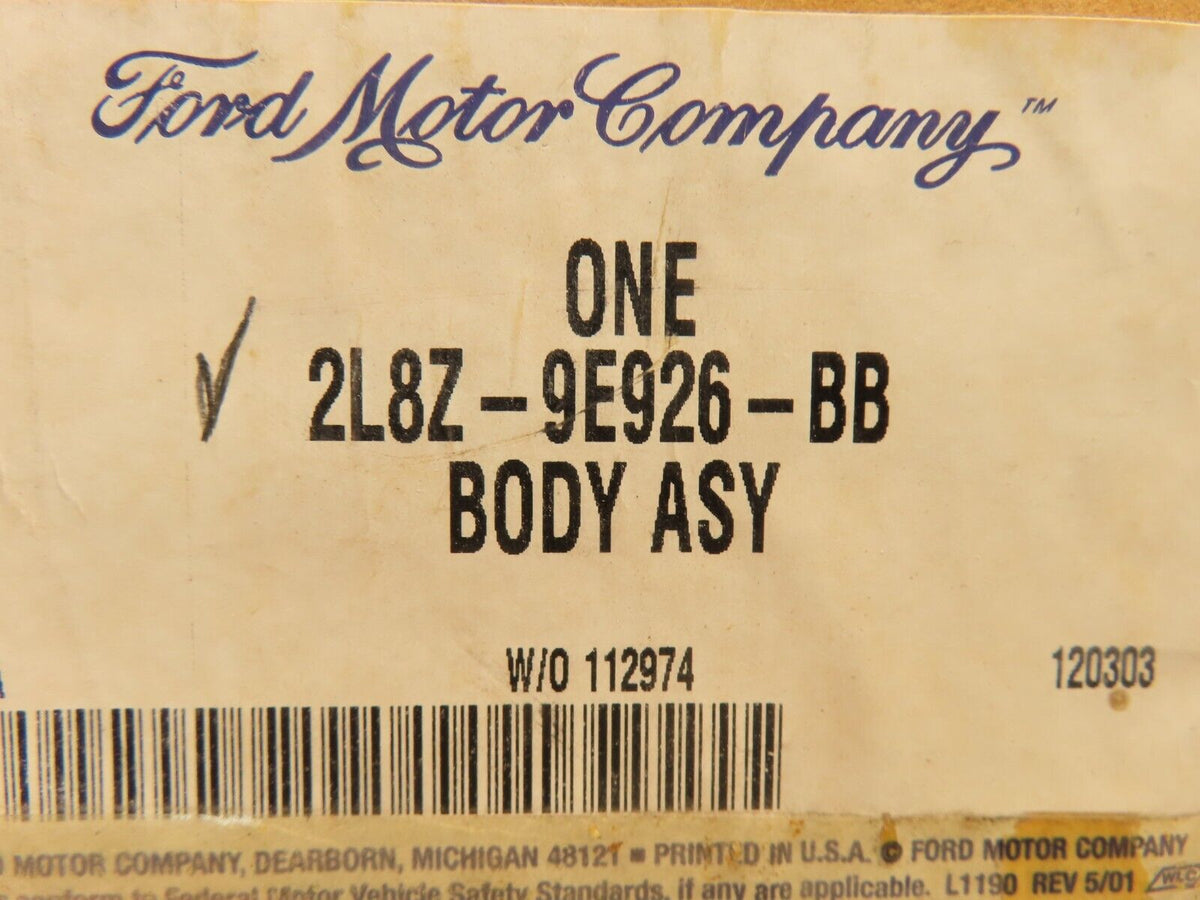 Ford Motor Company™
ONE
2L8Z-9E926-BB
BODY ASY
W/O 112974 120303
MOTOR COMPANY, DEARBORN, MICHIGAN 48121 ■ PRINTED IN U.S.A. © FORD MOTOR COMPANY
conform to Federal Motor Vehicle Safety Standards, if any are applicable. L1190 REV 5/01 WLC